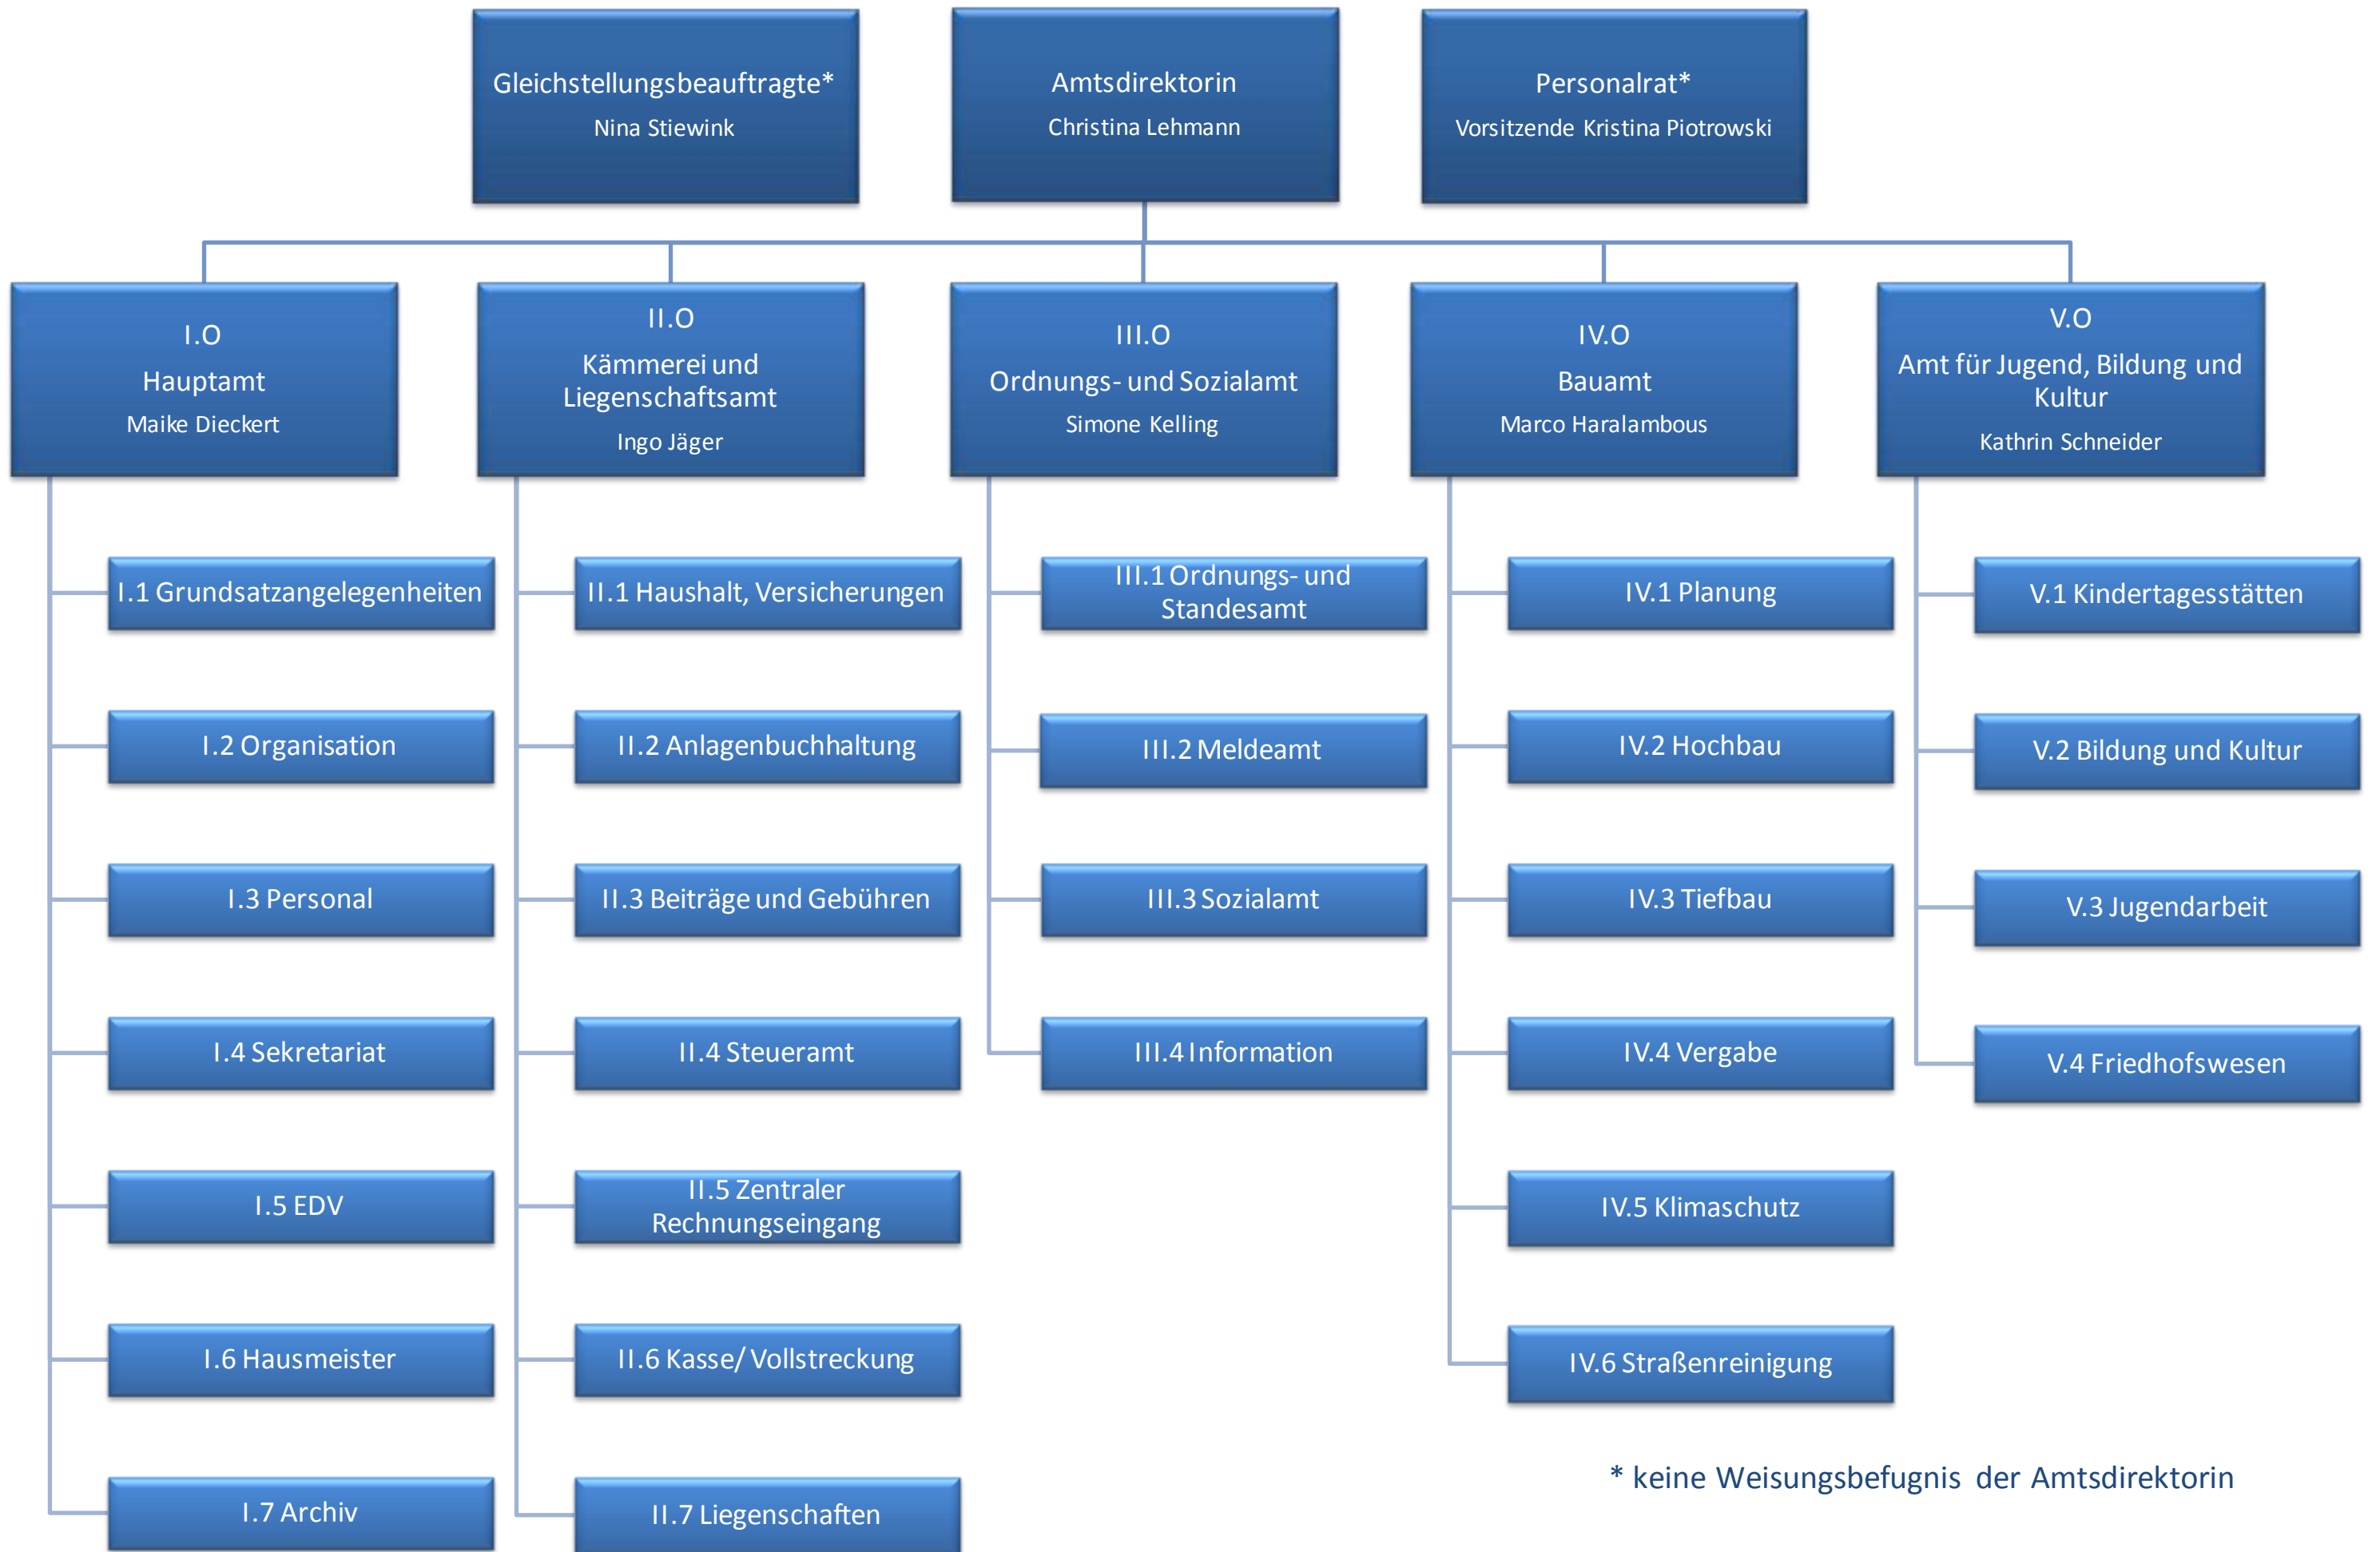 Gleichstellungsbeauftragte*
Nina Stiewink
Amtsdirektorin
Christina Lehmann
Personalrat*
Vorsitzende Kristina Piotrowski
I.O
Hauptamt
Maike Dieckert
II.O
Kämmerei und
Liegenschaftsamt
Ingo Jäger
III.O
Ordnungs- und Sozialamt
Simone Kelling
IV.O
Bauamt
Marco Haralambous
V.O
Amt für Jugend, Bildung und
Kultur
Kathrin Schneider
I.1 Grundsatzangelegenheiten
I.2 Organisation
I.3 Personal
I.4 Sekretariat
I.5 EDV
I.6 Hausmeister
I.7 Archiv
II.1 Haushalt, Versicherungen
II.2 Anlagenbuchhaltung
II.3 Beiträge und Gebühren
II.4 Steueramt
II.5 Zentraler
Rechnungseingang
II.6 Kasse/ Vollstreckung
II.7 Liegenschaften
III.1 Ordnungs- und
Standesamt
III.2 Meldeamt
III.3 Sozialamt
III.4 Information
IV.1 Planung
IV.2 Hochbau
IV.3 Tiefbau
IV.4 Vergabe
IV.5 Klimaschutz
IV.6 Straßenreinigung
V.1 Kindertagesstätten
V.2 Bildung und Kultur
V.3 Jugendarbeit
V.4 Friedhofswesen
* keine Weisungsbefugnis der Amtsdirektorin